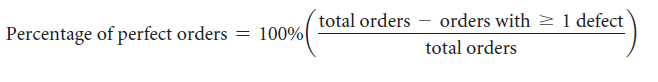 Percentage of perfect orders = 100%( (total orders − orders with ≥ 1 defect) / total orders )